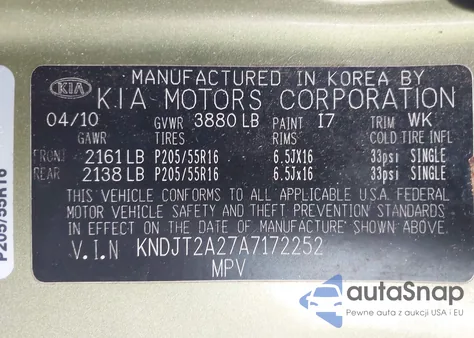 MANUFACTURED IN KOREA BY
KIA KIA MOTORS CORPORATION
04/10 GVWR 3880 LB PAINT 17 TRIM WK
GAWR TIRES RIMS COLD TIRE INFL
FRONT 2161 LB P205/55R16 6.5JX16 33psi SINGLE
REAR 2138 LB P205/55R16 6.5Jx16 33psi SINGLE
THIS VEHICLE CONFORMS TO ALL APPLICABLE U.S.A. FEDERAL
MOTOR VEHICLE SAFETY AND THEFT PREVENTION STANDARDS
IN EFFECT ON THE DATE OF MANUFACTURE SHOWN ABOVE.
V.I.N KNDJT2A27A7172252
MPV
P205/55R16
autoSnap
Pewne auta z aukcji USA i EU